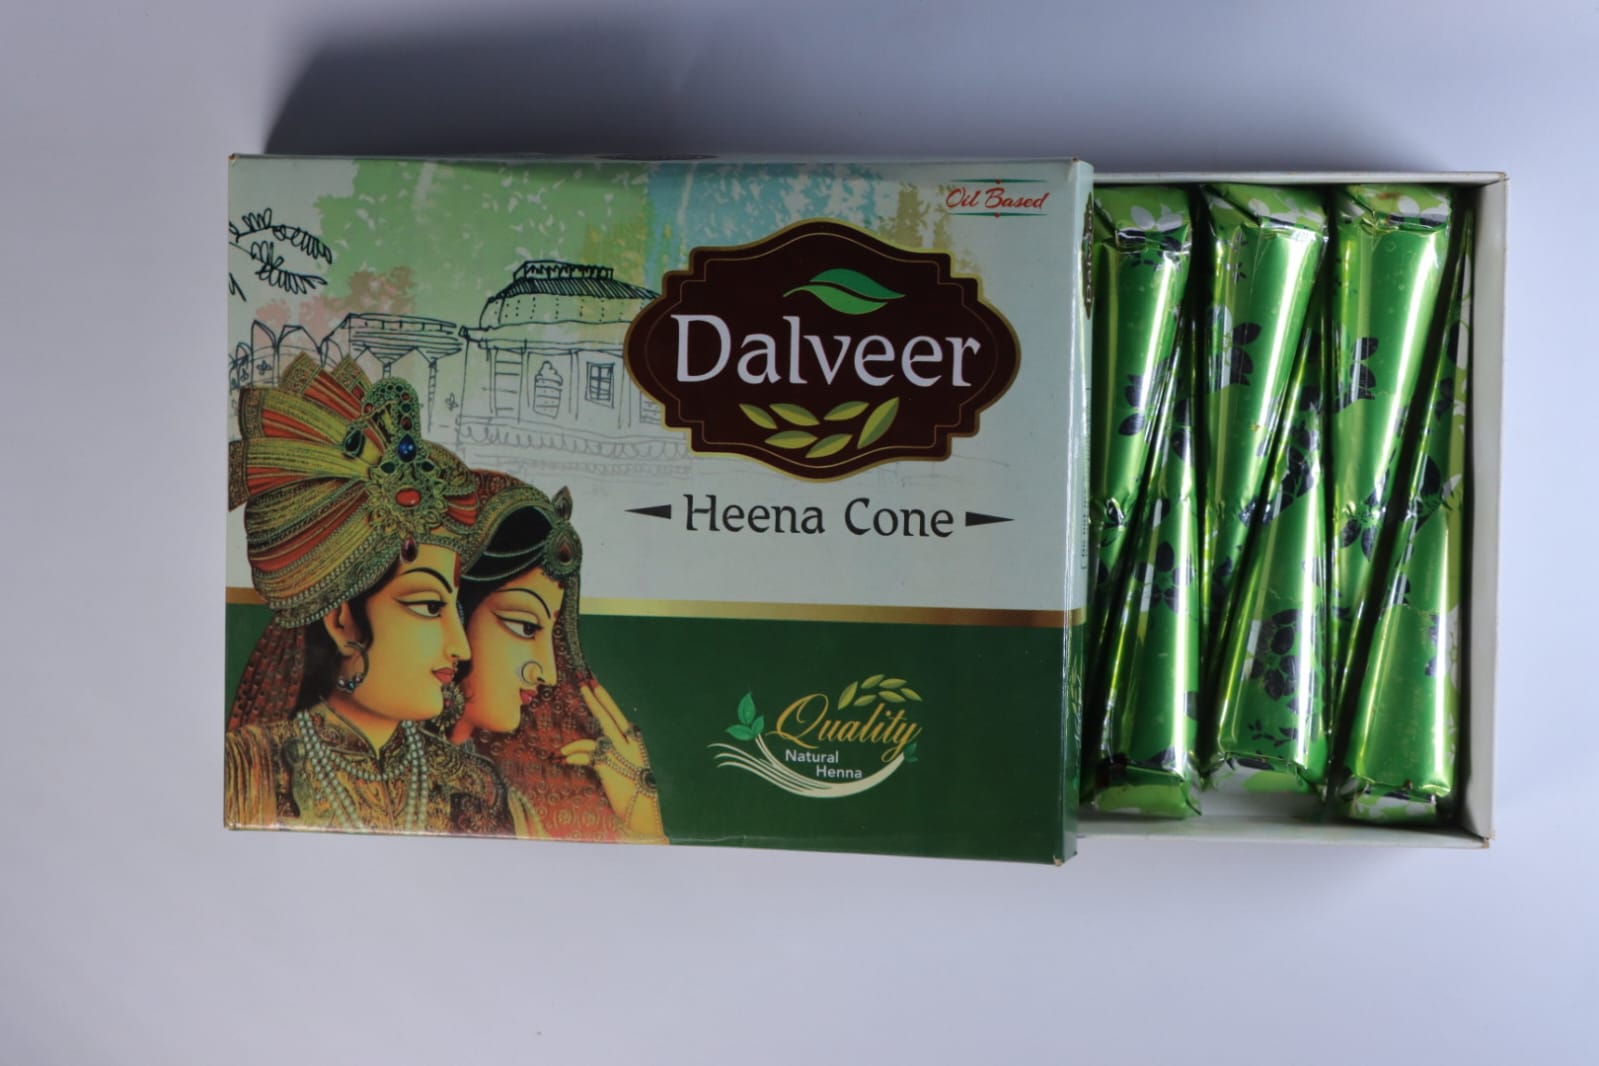 Oil Based
Dalveer
Heena Cone
Quality
Natural
Henna